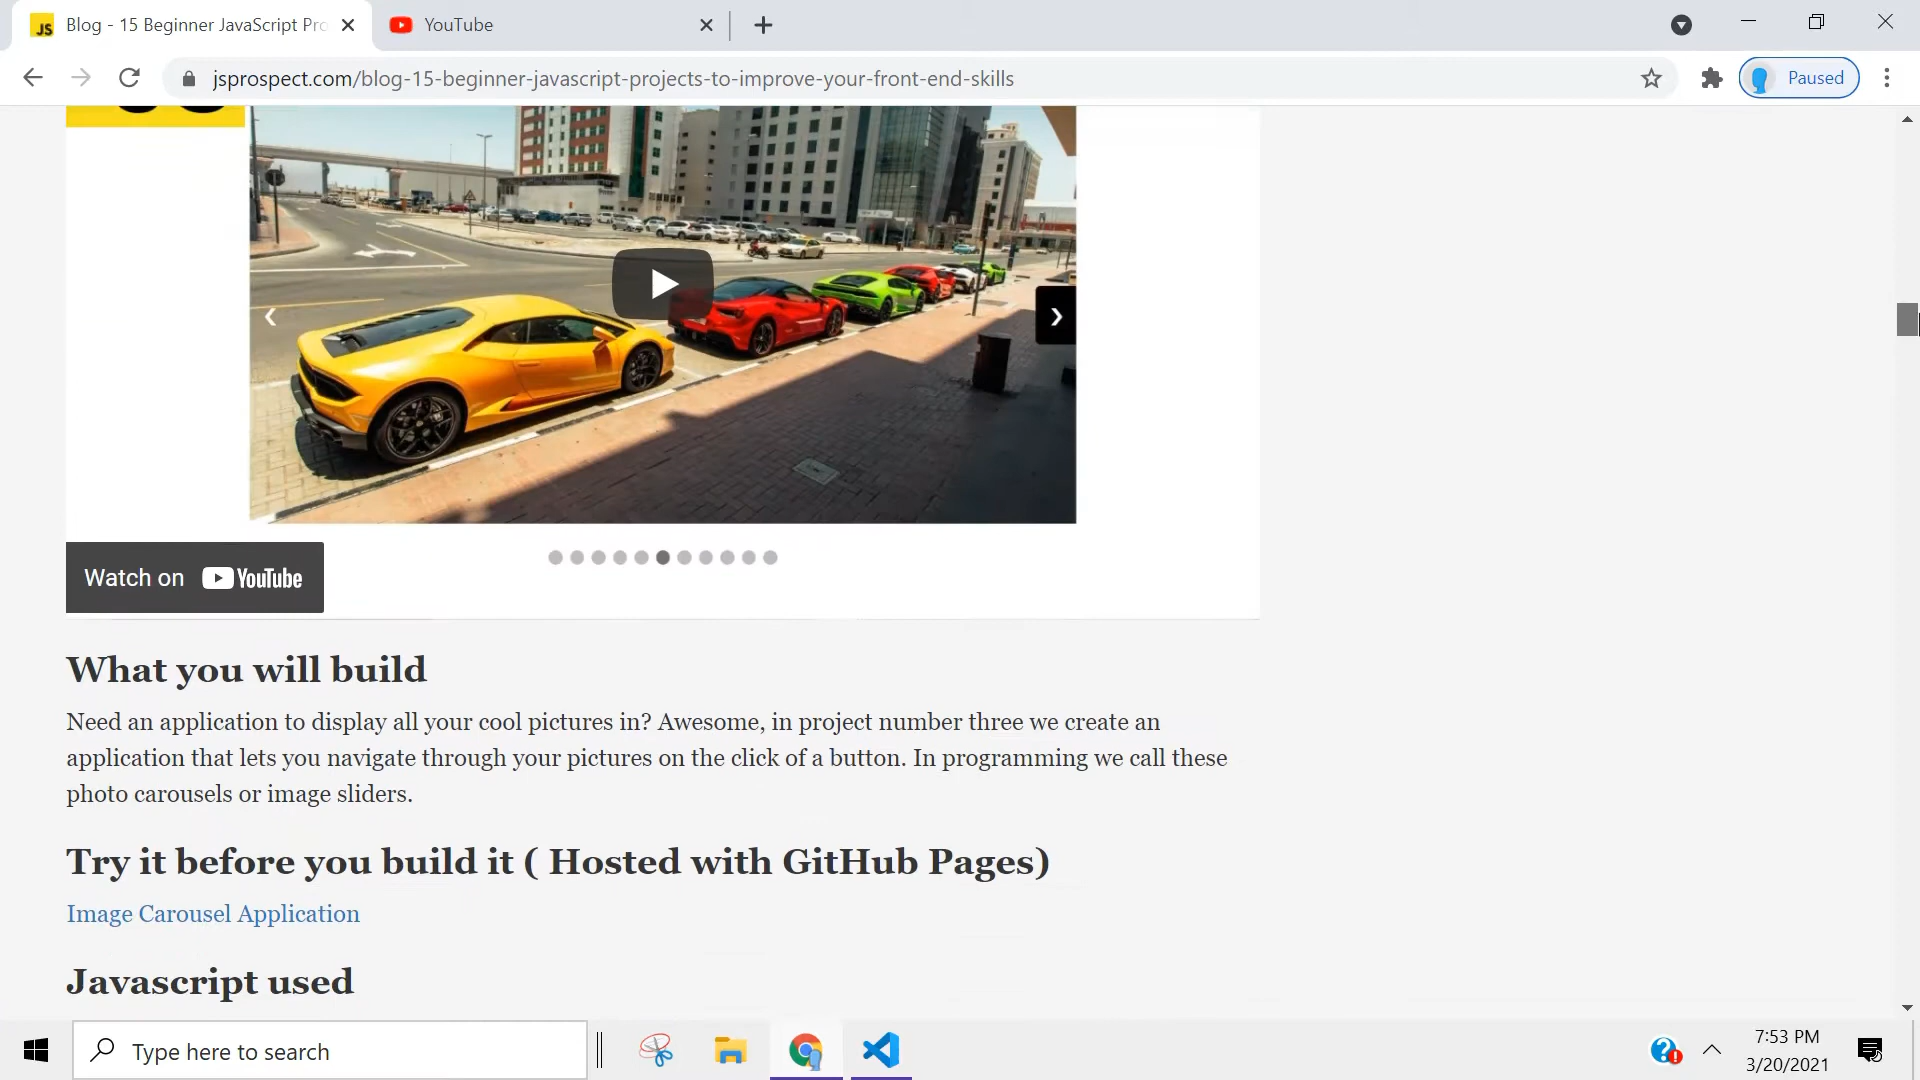 JS Blog - 15 Beginner JavaScript Pro
YouTube
jsprospect.com/blog-15-beginner-javascript-projects-to-improve-your-front-end-skills
Paused
Watch on YouTube
What you will build
Need an application to display all your cool pictures in? Awesome, in project number three we create an
application that lets you navigate through your pictures on the click of a button. In programming we call these
photo carousels or image sliders.
Try it before you build it ( Hosted with GitHub Pages)
Image Carousel Application
Javascript used
Type here to search
7:53 PM
3/20/2021